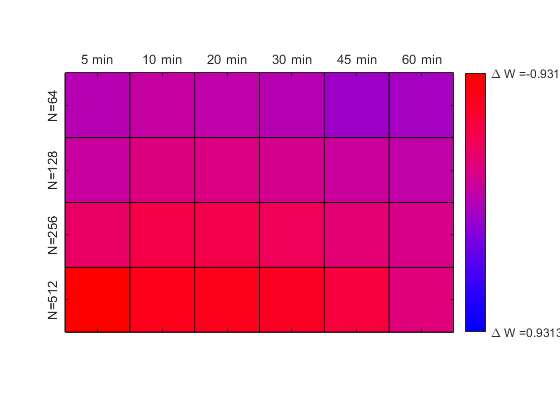 5 min 10 min 20 min 30 min 45 min 60 min
Δ W =-0.931
N=64
N=128
N=256
N=512
Δ W =0.9313